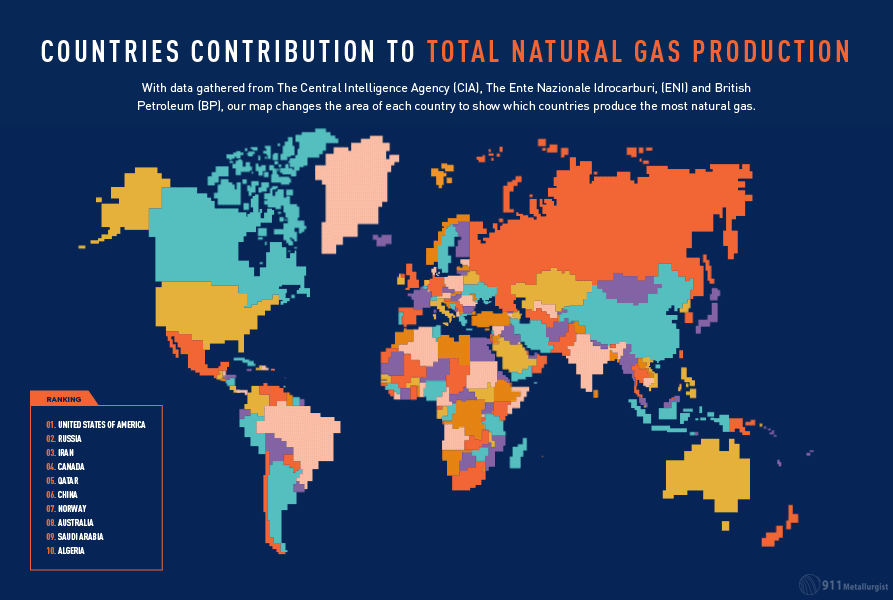 COUNTRIES CONTRIBUTION TO TOTAL NATURAL GAS PRODUCTION
With data gathered from The Central Intelligence Agency (CIA), The Ente Nazionale Idrocarburi, (ENI) and British
Petroleum (BP), our map changes the area of each country to show which countries produce the most natural gas.
RANKING
01. UNITED STATES OF AMERICA
02. RUSSIA
03. IRAN
04. CANADA
05. QATAR
06. CHINA
07. NORWAY
08. AUSTRALIA
09. SAUDI ARABIA
10. ALGERIA
911 Metallurgist